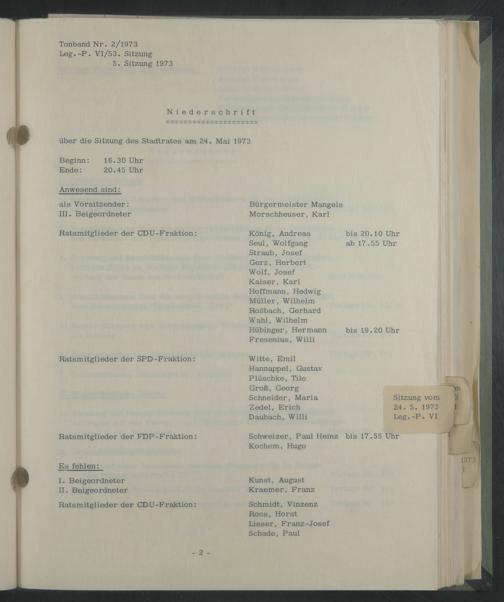 Tonband Nr. 2/1973
Leg.-P. VI/53. Sitzung
5. Sitzung 1973
Niederschrift
über die Sitzung des Stadtrates am 24. Mai 1973
Beginn: 16.30 Uhr
Ende: 20.45 Uhr
Anwesend sind:
als Vorsitzender: Bürgermeister Mangels
III. Beigeordneter Morschheuser, Karl
Ratsmitglieder der CDU-Fraktion: König, Andreas bis 20.10 Uhr
Seul, Wolfgang ab 17.55 Uhr
Straub, Josef
Gerz, Herbert
Wolf, Josef
Kaiser, Karl
Hoffmann, Hedwig
Müller, Wilhelm
Roßbach, Gerhard
Wahl, Wilhelm
Hübinger, Hermann bis 19.20 Uhr
Fresenius, Willi
Ratsmitglieder der SPD-Fraktion: Witte, Emil
Hannappel, Gustav
Plüschke, Tilo
Groß, Georg
Schneider, Maria
Zedel, Erich
Daubach, Willi
Sitzung vom
24. 5. 1973
Leg.-P. VI
Ratsmitglieder der FDP-Fraktion: Schweizer, Paul Heinz bis 17.55 Uhr
Kochem, Hugo
Es fehlen:
I. Beigeordneter Kunst, August
II. Beigeordneter Kraemer, Franz
Ratsmitglieder der CDU-Fraktion: Schmidt, Vinzenz
Roos, Horst
Lieser, Franz-Josef
Schade, Paul
- 2 -